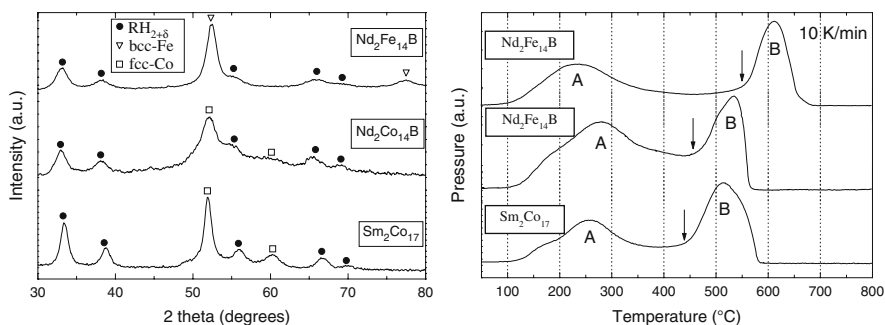 RH2+δ
bcc-Fe
fcc-Co
Nd2Fe14B
Nd2Co14B
Sm2Co17
Intensity (a.u.)
30 40 50 60 70 80
2 theta (degrees)
10 K/min
Nd2Fe14B
A
B
Nd2Fe14B
A
B
Sm2Co17
A
B
Pressure (a.u.)
100 200 300 400 500 600 700 800
Temperature (°C)